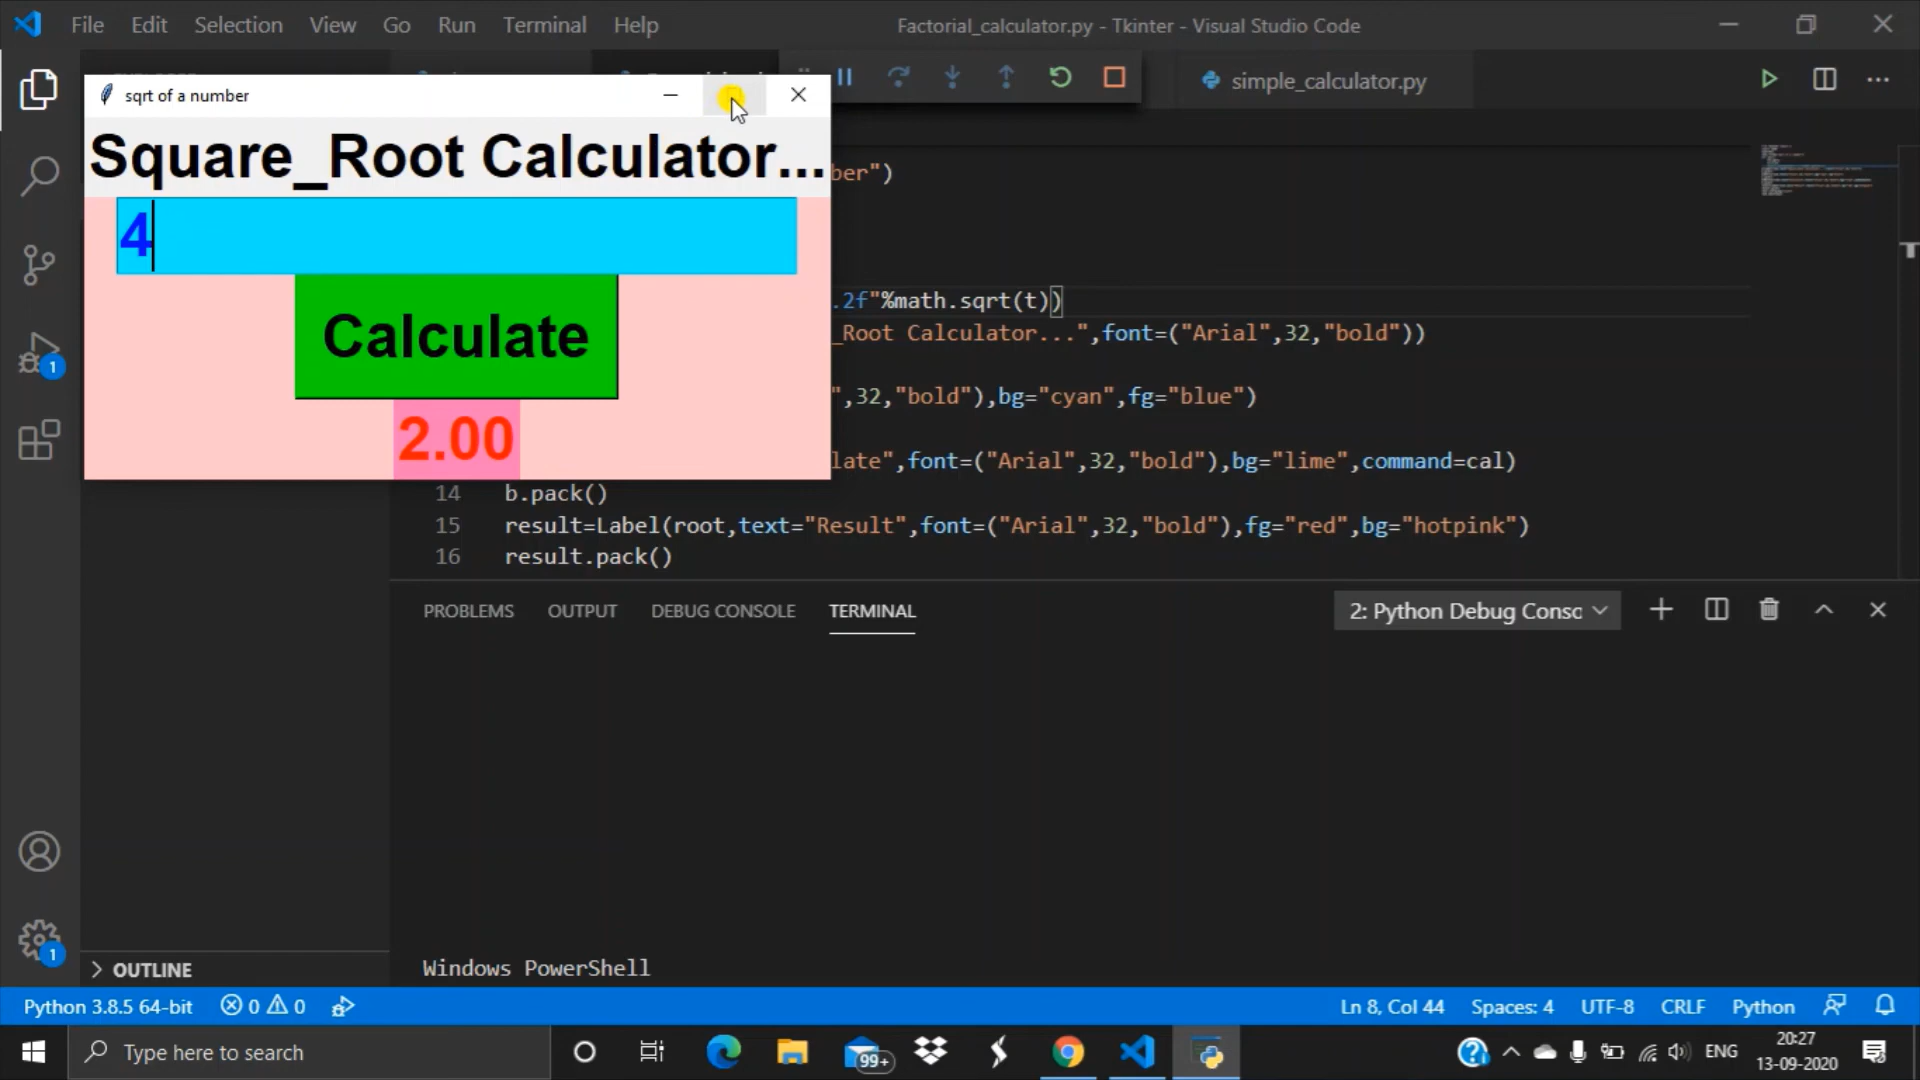 File Edit Selection View Go Run Terminal Help Factorial_calculator.py - Tkinter - Visual Studio Code
simple_calculator.py
sqrt of a number
Square_Root Calculator...
4
Calculate
2.00
ber")
.2f"%math.sqrt(t))
_Root Calculator...",font=("Arial",32,"bold"))
",32,"bold"),bg="cyan",fg="blue")
late",font=("Arial",32,"bold"),bg="lime",command=cal)
14 b.pack()
15 result=Label(root,text="Result",font=("Arial",32,"bold"),fg="red",bg="hotpink")
16 result.pack()
1
PROBLEMS OUTPUT DEBUG CONSOLE TERMINAL 2: Python Debug Consc
1
OUTLINE
Windows PowerShell
Python 3.8.5 64-bit 0 0 Ln 8, Col 44 Spaces: 4 UTF-8 CRLF Python
Type here to search 99+ ENG 20:27
13-09-2020